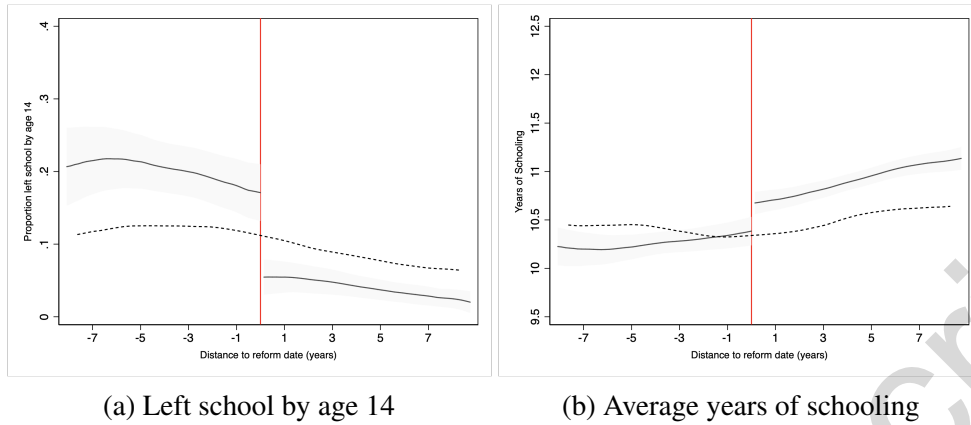 Proportion left school by age 14
.4
.3
.2
.1
0
-7 -5 -3 -1 1 3 5 7
Distance to reform date (years)
(a) Left school by age 14
Years of Schooling
12.5
12
11.5
11
10.5
10
9.5
-7 -5 -3 -1 1 3 5 7
Distance to reform date (years)
(b) Average years of schooling
cri